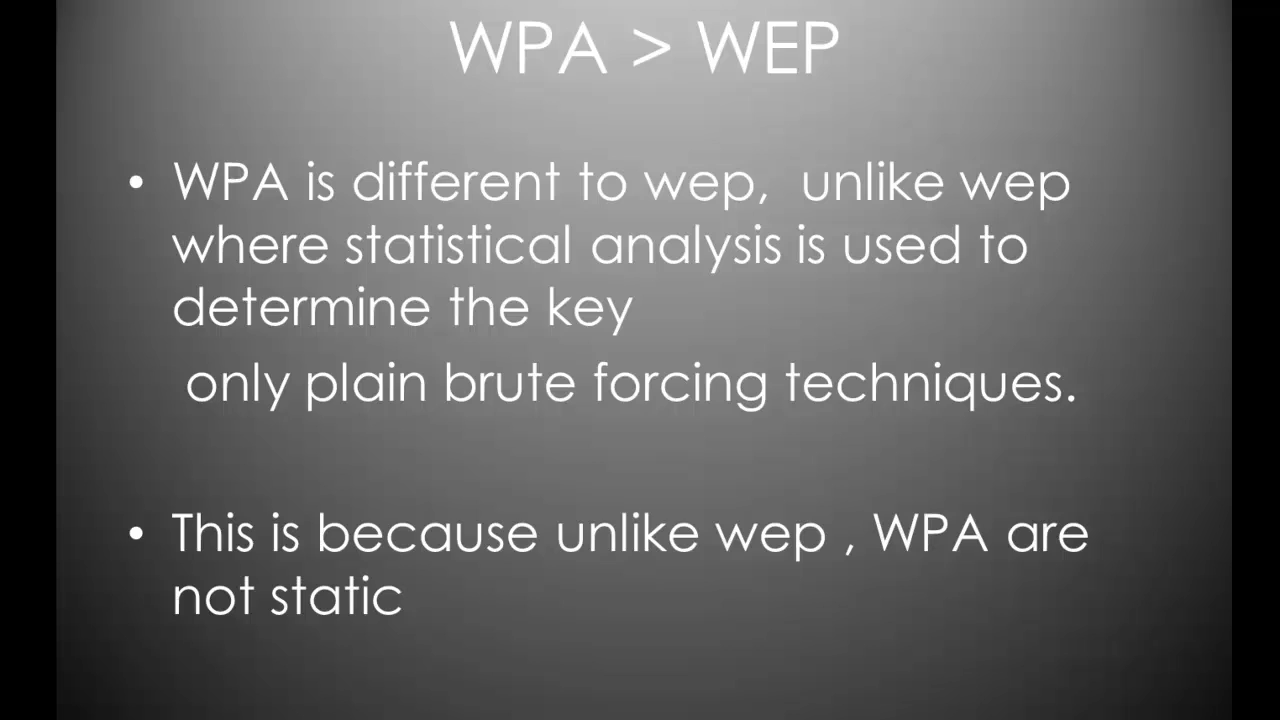 WPA > WEP
• WPA is different to wep,  unlike wep
where statistical analysis is used to
determine the key
only plain brute forcing techniques.
• This is because unlike wep , WPA are
not static